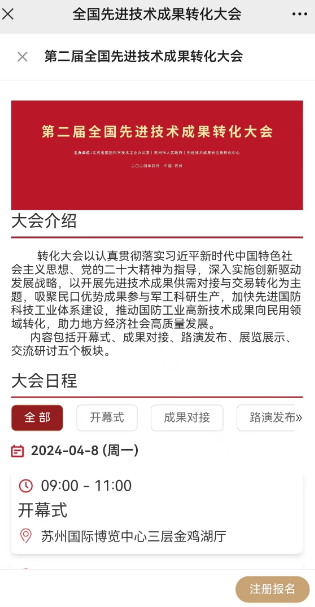 全国先进技术成果转化大会
第二届全国先进技术成果转化大会
第二届全国先进技术成果转化大会
大会介绍
转化大会以认真贯彻落实习近平新时代中国特色社
会主义思想、党的二十大精神为指导，深入实施创新驱动
发展战略，以开展先进技术成果供需对接与交易转化为主
题，吸聚民口优势成果参与军工科研生产，加快先进国防
科技工业体系建设，推动国防工业高新技术成果向民用领
域转化，助力地方经济社会高质量发展。
内容包括开幕式、成果对接、路演发布、展览展示、
交流研讨五个板块。
大会日程
全 部 开幕式 成果对接 路演发布»
2024-04-8 (周一)
09:00 - 11:00
开幕式
苏州国际博览中心三层金鸡湖厅
注册报名